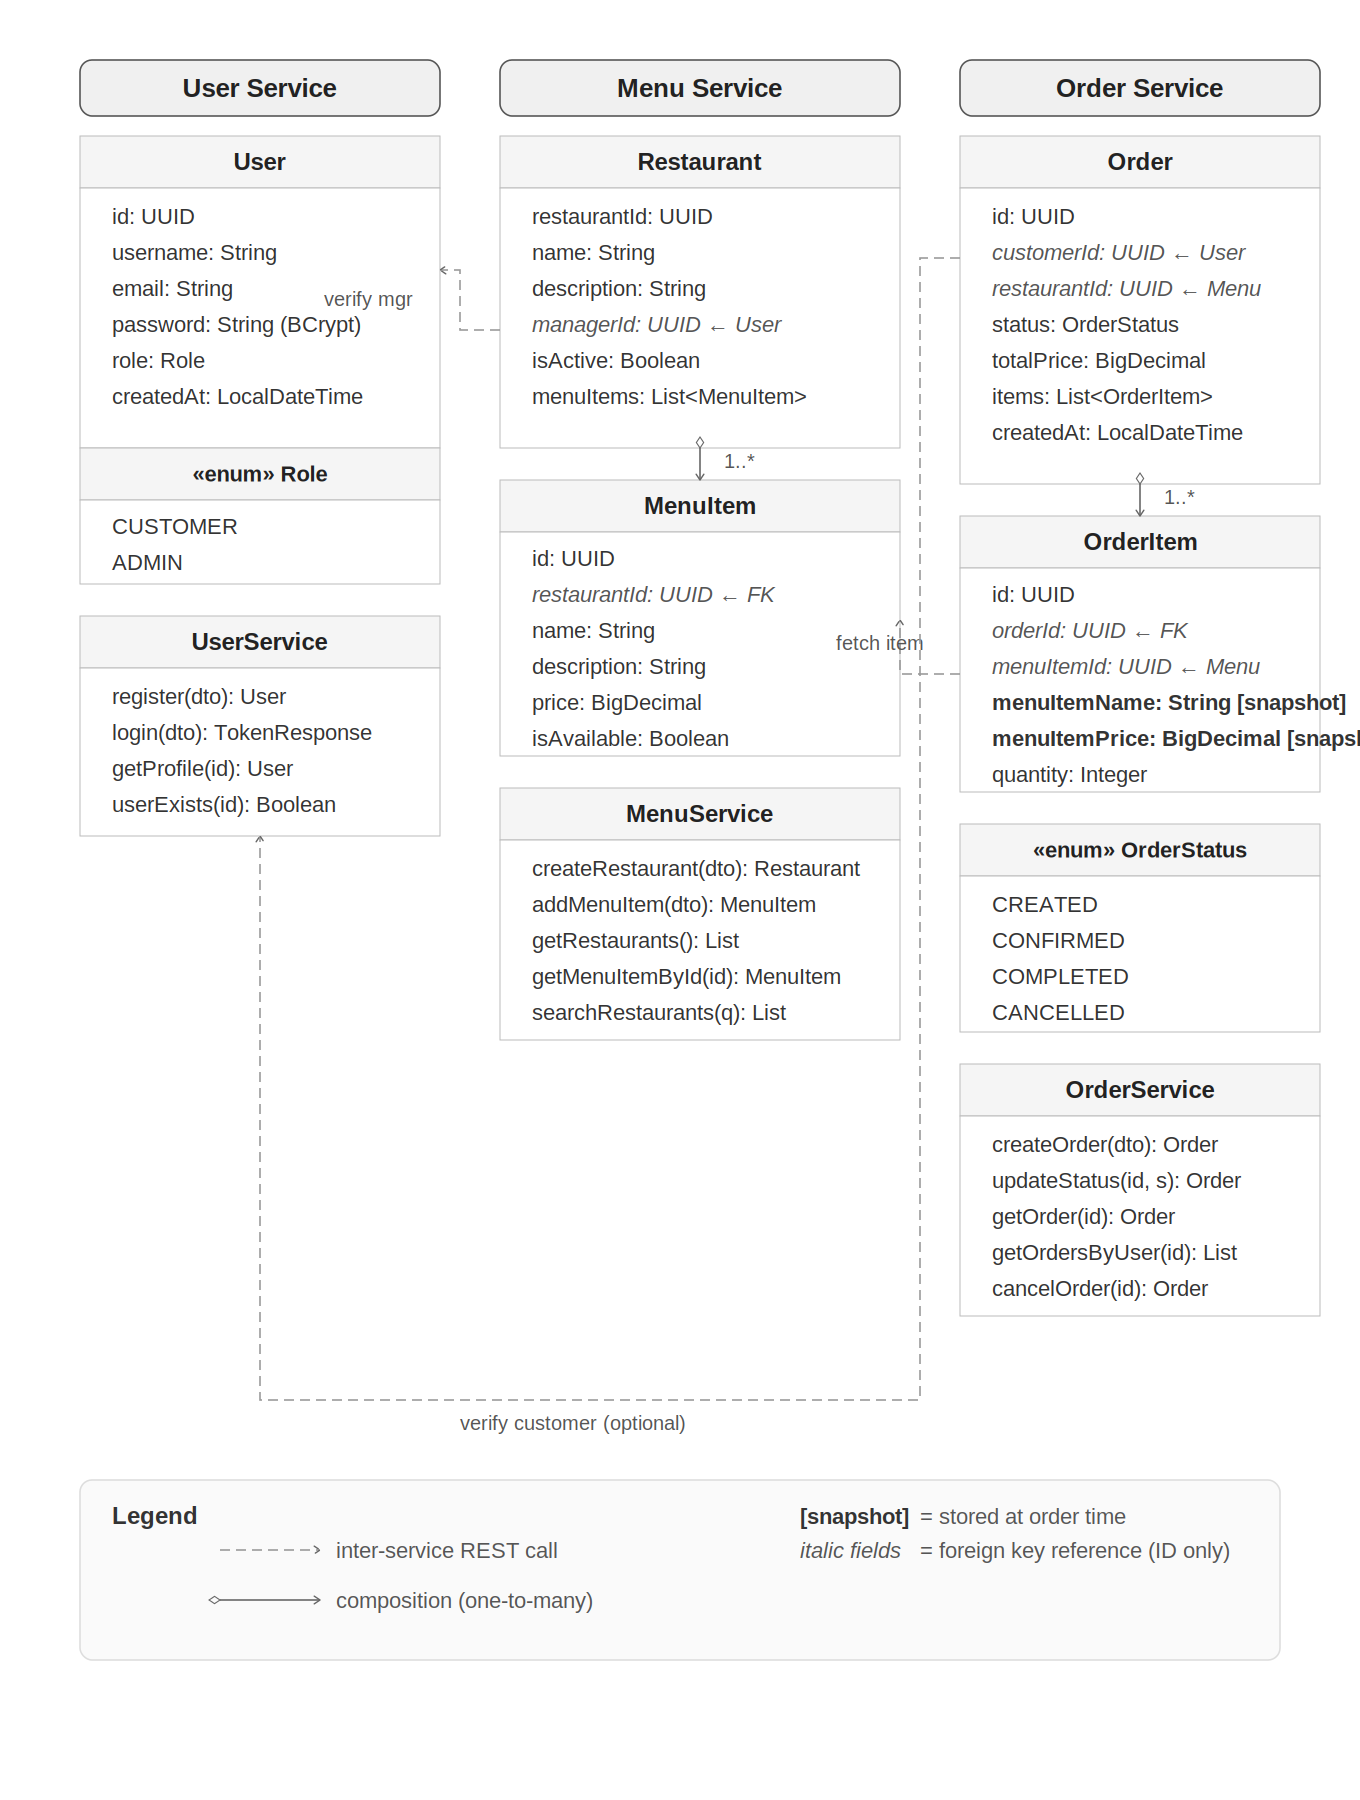 User Service
User
id: UUID
username: String
email: String
verify mgr
password: String (BCrypt)
role: Role
createdAt: LocalDateTime
«enum» Role
CUSTOMER
ADMIN
UserService
register(dto): User
login(dto): TokenResponse
getProfile(id): User
userExists(id): Boolean
Menu Service
Restaurant
restaurantId: UUID
name: String
description: String
managerId: UUID ← User
isActive: Boolean
menuItems: List<MenuItem>
1..*
MenuItem
id: UUID
restaurantId: UUID ← FK
name: String
fetch item
description: String
price: BigDecimal
isAvailable: Boolean
MenuService
createRestaurant(dto): Restaurant
addMenuItem(dto): MenuItem
getRestaurants(): List
getMenuItemById(id): MenuItem
searchRestaurants(q): List
Order Service
Order
id: UUID
customerId: UUID ← User
restaurantId: UUID ← Menu
status: OrderStatus
totalPrice: BigDecimal
items: List<OrderItem>
createdAt: LocalDateTime
1..*
OrderItem
id: UUID
orderId: UUID ← FK
menuItemId: UUID ← Menu
menuItemName: String [snapshot]
menuItemPrice: BigDecimal [snapsh
quantity: Integer
«enum» OrderStatus
CREATED
CONFIRMED
COMPLETED
CANCELLED
OrderService
createOrder(dto): Order
updateStatus(id, s): Order
getOrder(id): Order
getOrdersByUser(id): List
cancelOrder(id): Order
verify customer (optional)
Legend
inter-service REST call
composition (one-to-many)
[snapshot] = stored at order time
italic fields = foreign key reference (ID only)